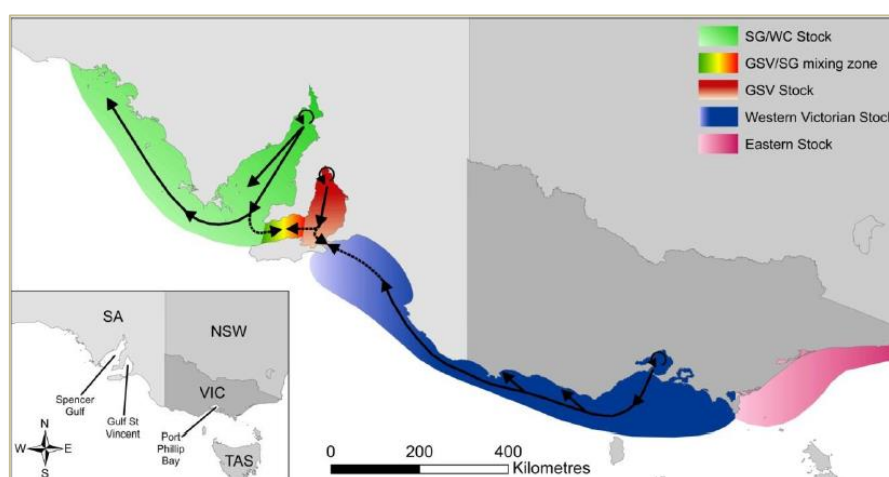 SG/WC Stock
GSV/SG mixing zone
GSV Stock
Western Victorian Stock
Eastern Stock
SA
NSW
VIC
TAS
Spencer
Gulf
Gulf St
Vincent
Port
Phillip
Bay
N
W E
S
0 200 400
Kilometres